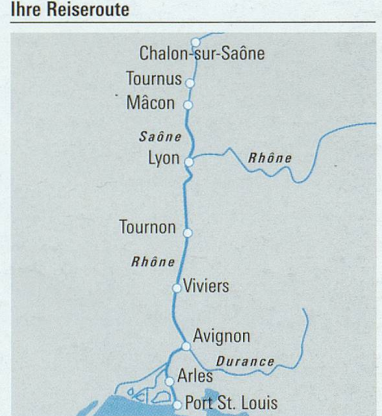 Ihre Reiseroute
Chalon-sur-Saône
Tournus
Mâcon
Saône
Lyon
Rhône
Tournon
Rhône
Viviers
Avignon
Durance
Arles
Port St. Louis